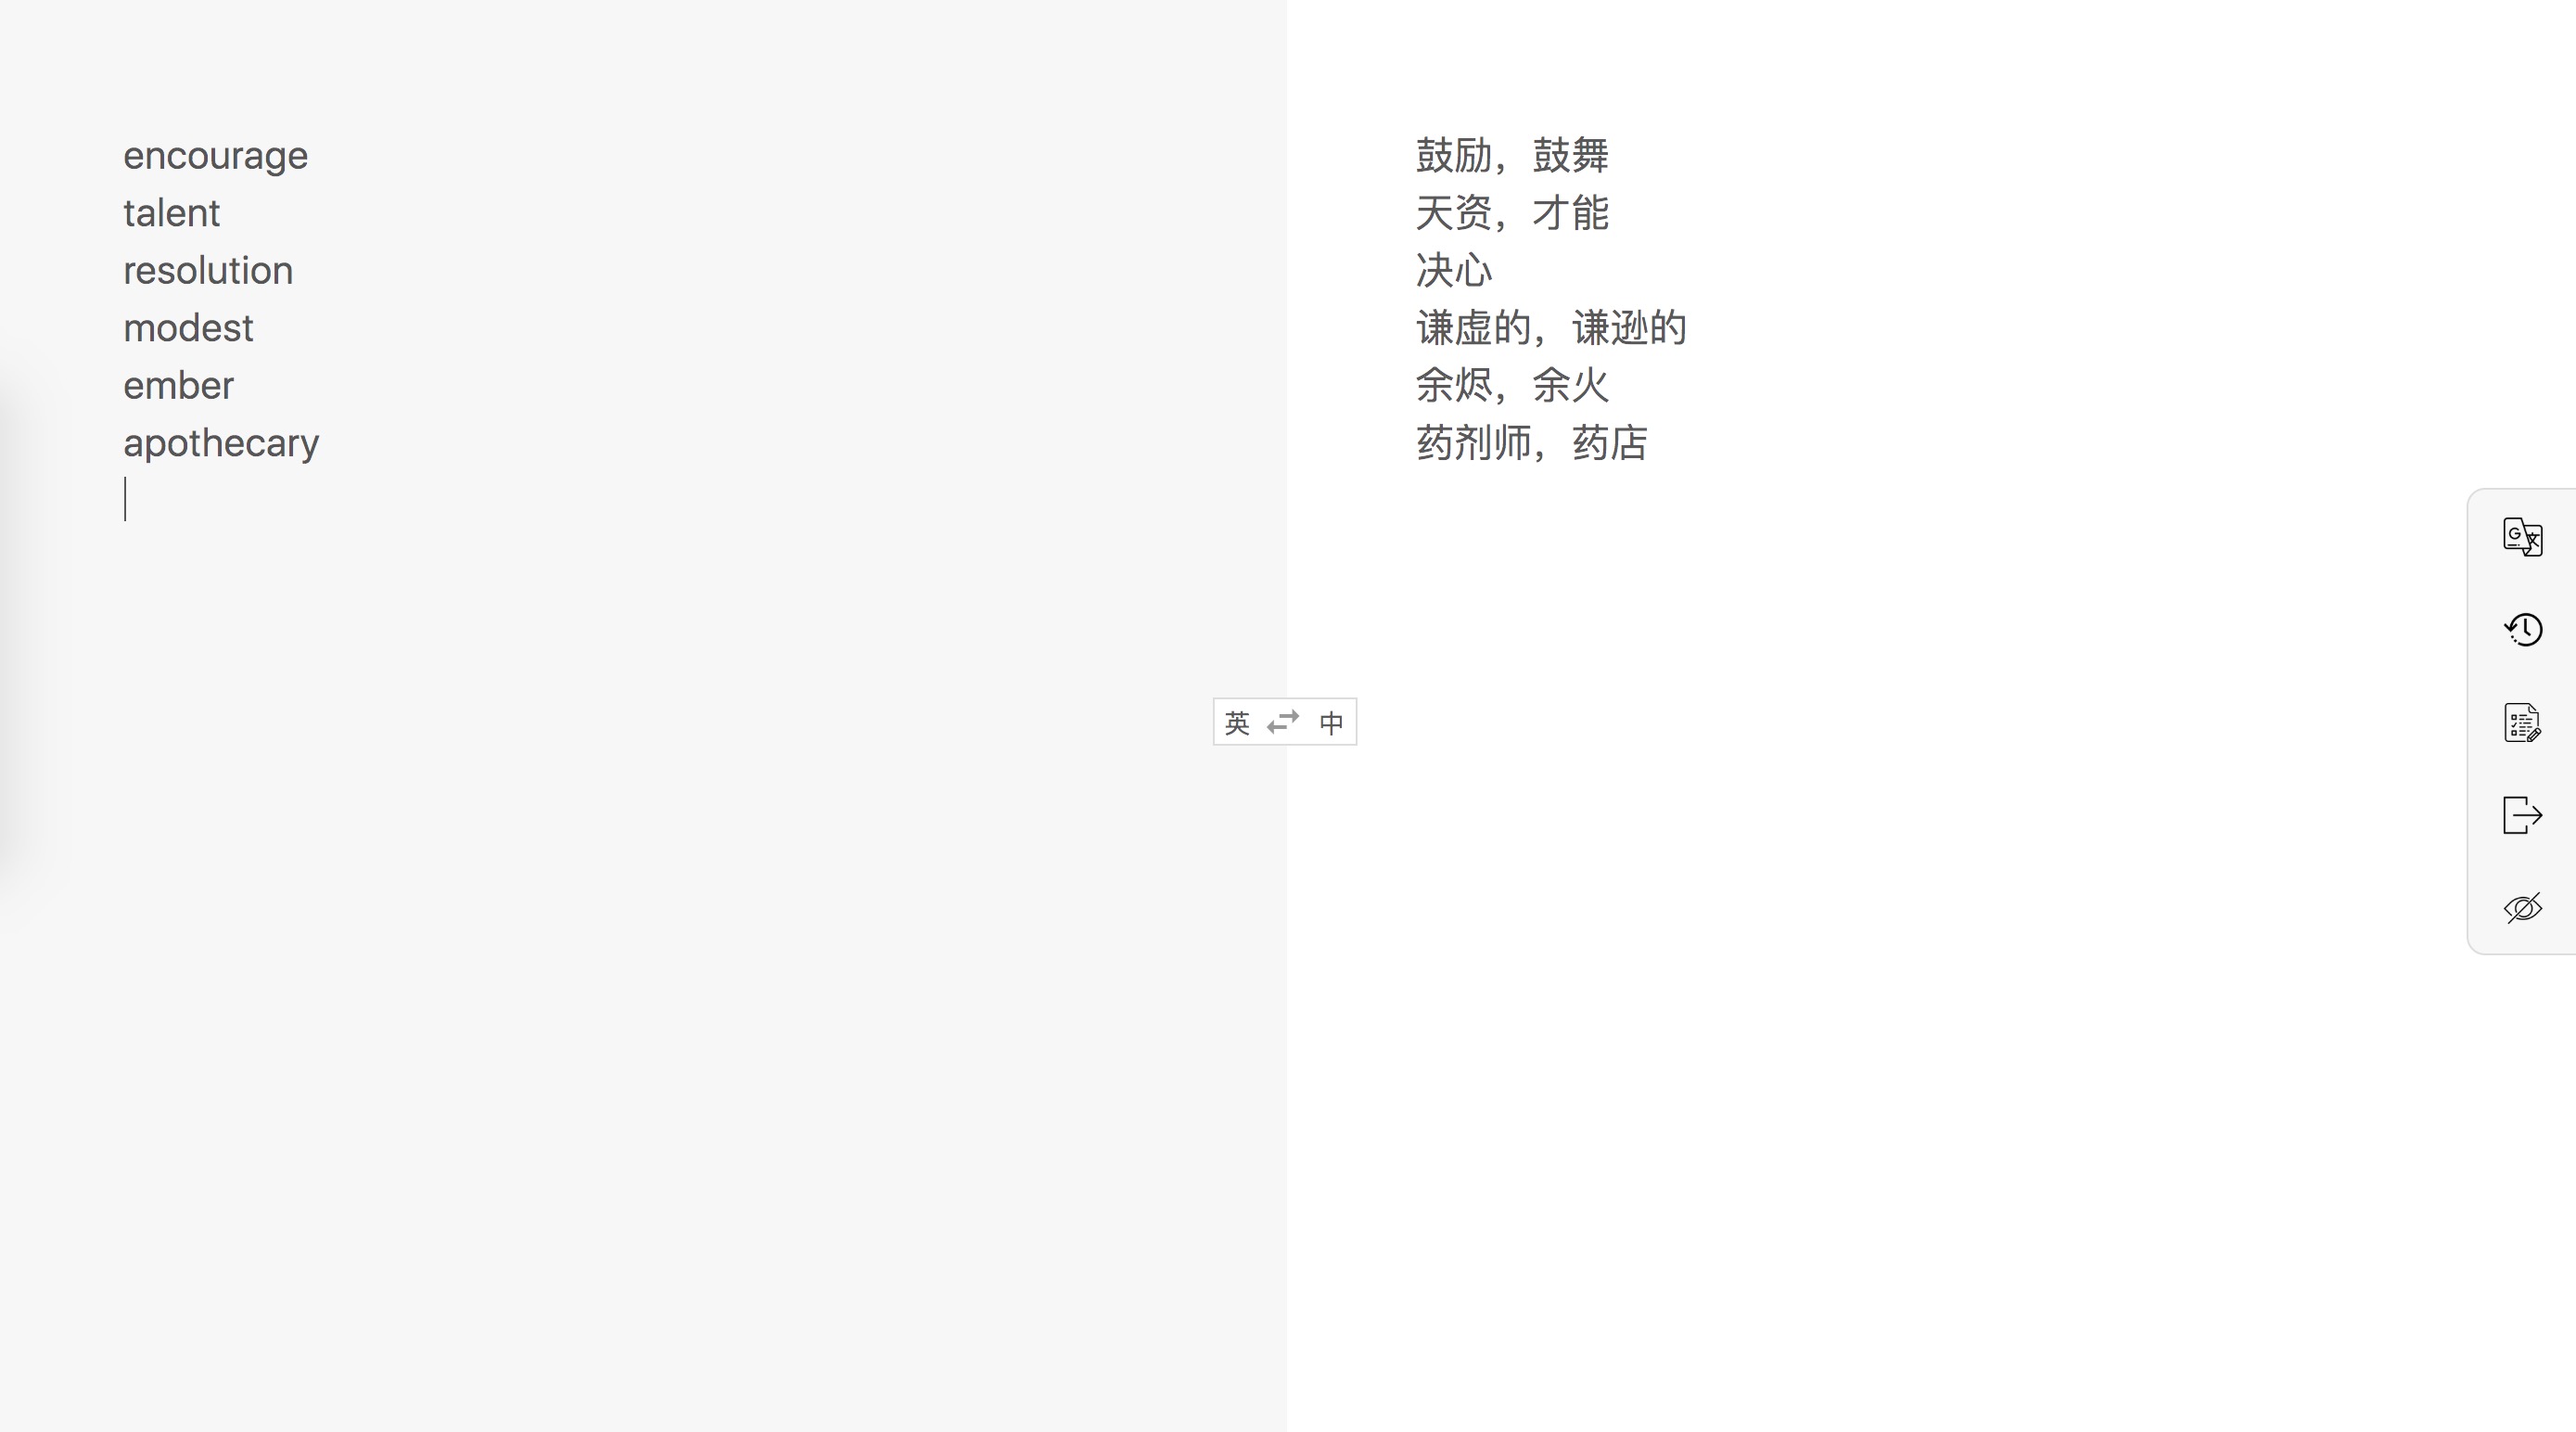 encourage
talent
resolution
modest
ember
apothecary
鼓励，鼓舞
天资，才能
决心
谦虚的，谦逊的
余烬，余火
药剂师，药店
英 中
G 文